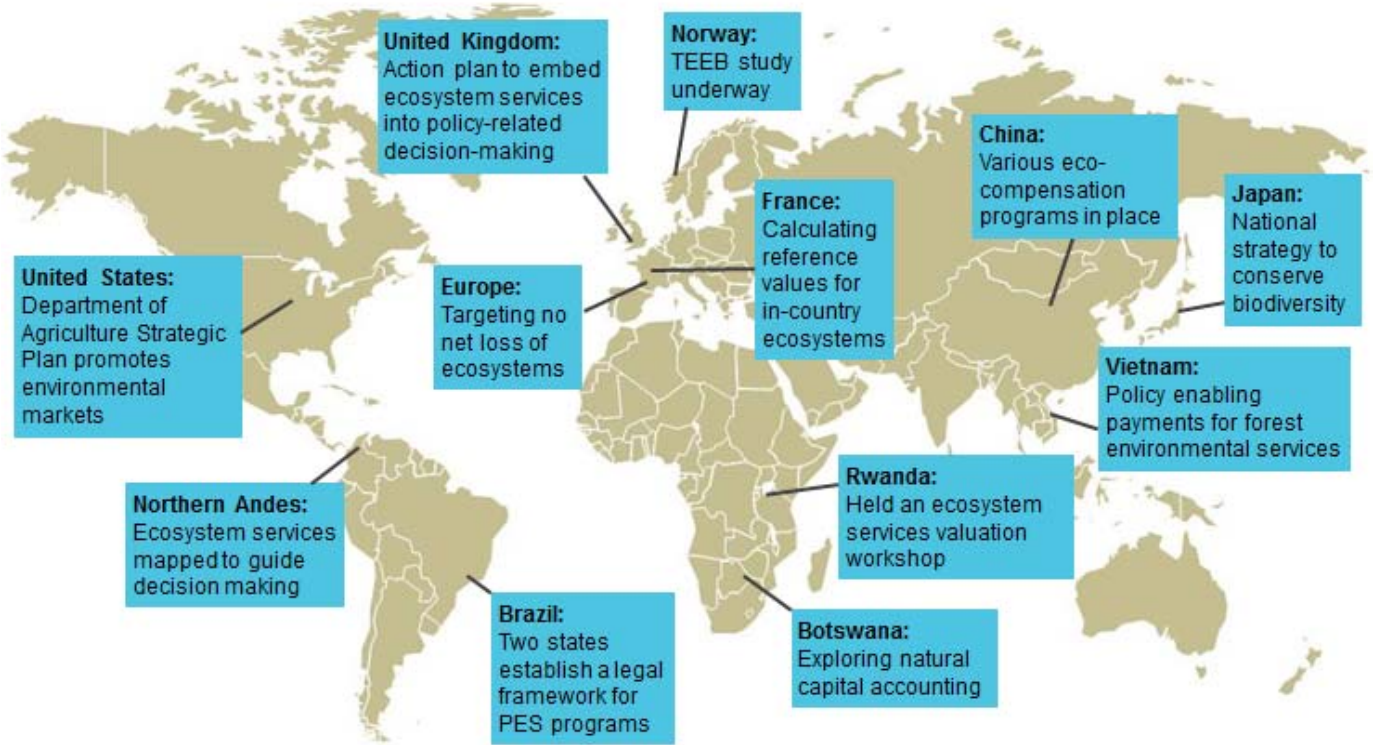 United Kingdom:
Action plan to embed
ecosystem services
into policy-related
decision-making
Norway:
TEEB study
underway
China:
Various eco-
compensation
programs in place
Japan:
National
strategy to
conserve
biodiversity
France:
Calculating
reference
values for
in-country
ecosystems
United States:
Department of
Agriculture Strategic
Plan promotes
environmental
markets
Europe:
Targeting no
net loss of
ecosystems
Vietnam:
Policy enabling
payments for forest
environmental services
Northern Andes:
Ecosystem services
mapped to guide
decision making
Rwanda:
Held an ecosystem
services valuation
workshop
Brazil:
Two states
establish a legal
framework for
PES programs
Botswana:
Exploring natural
capital accounting